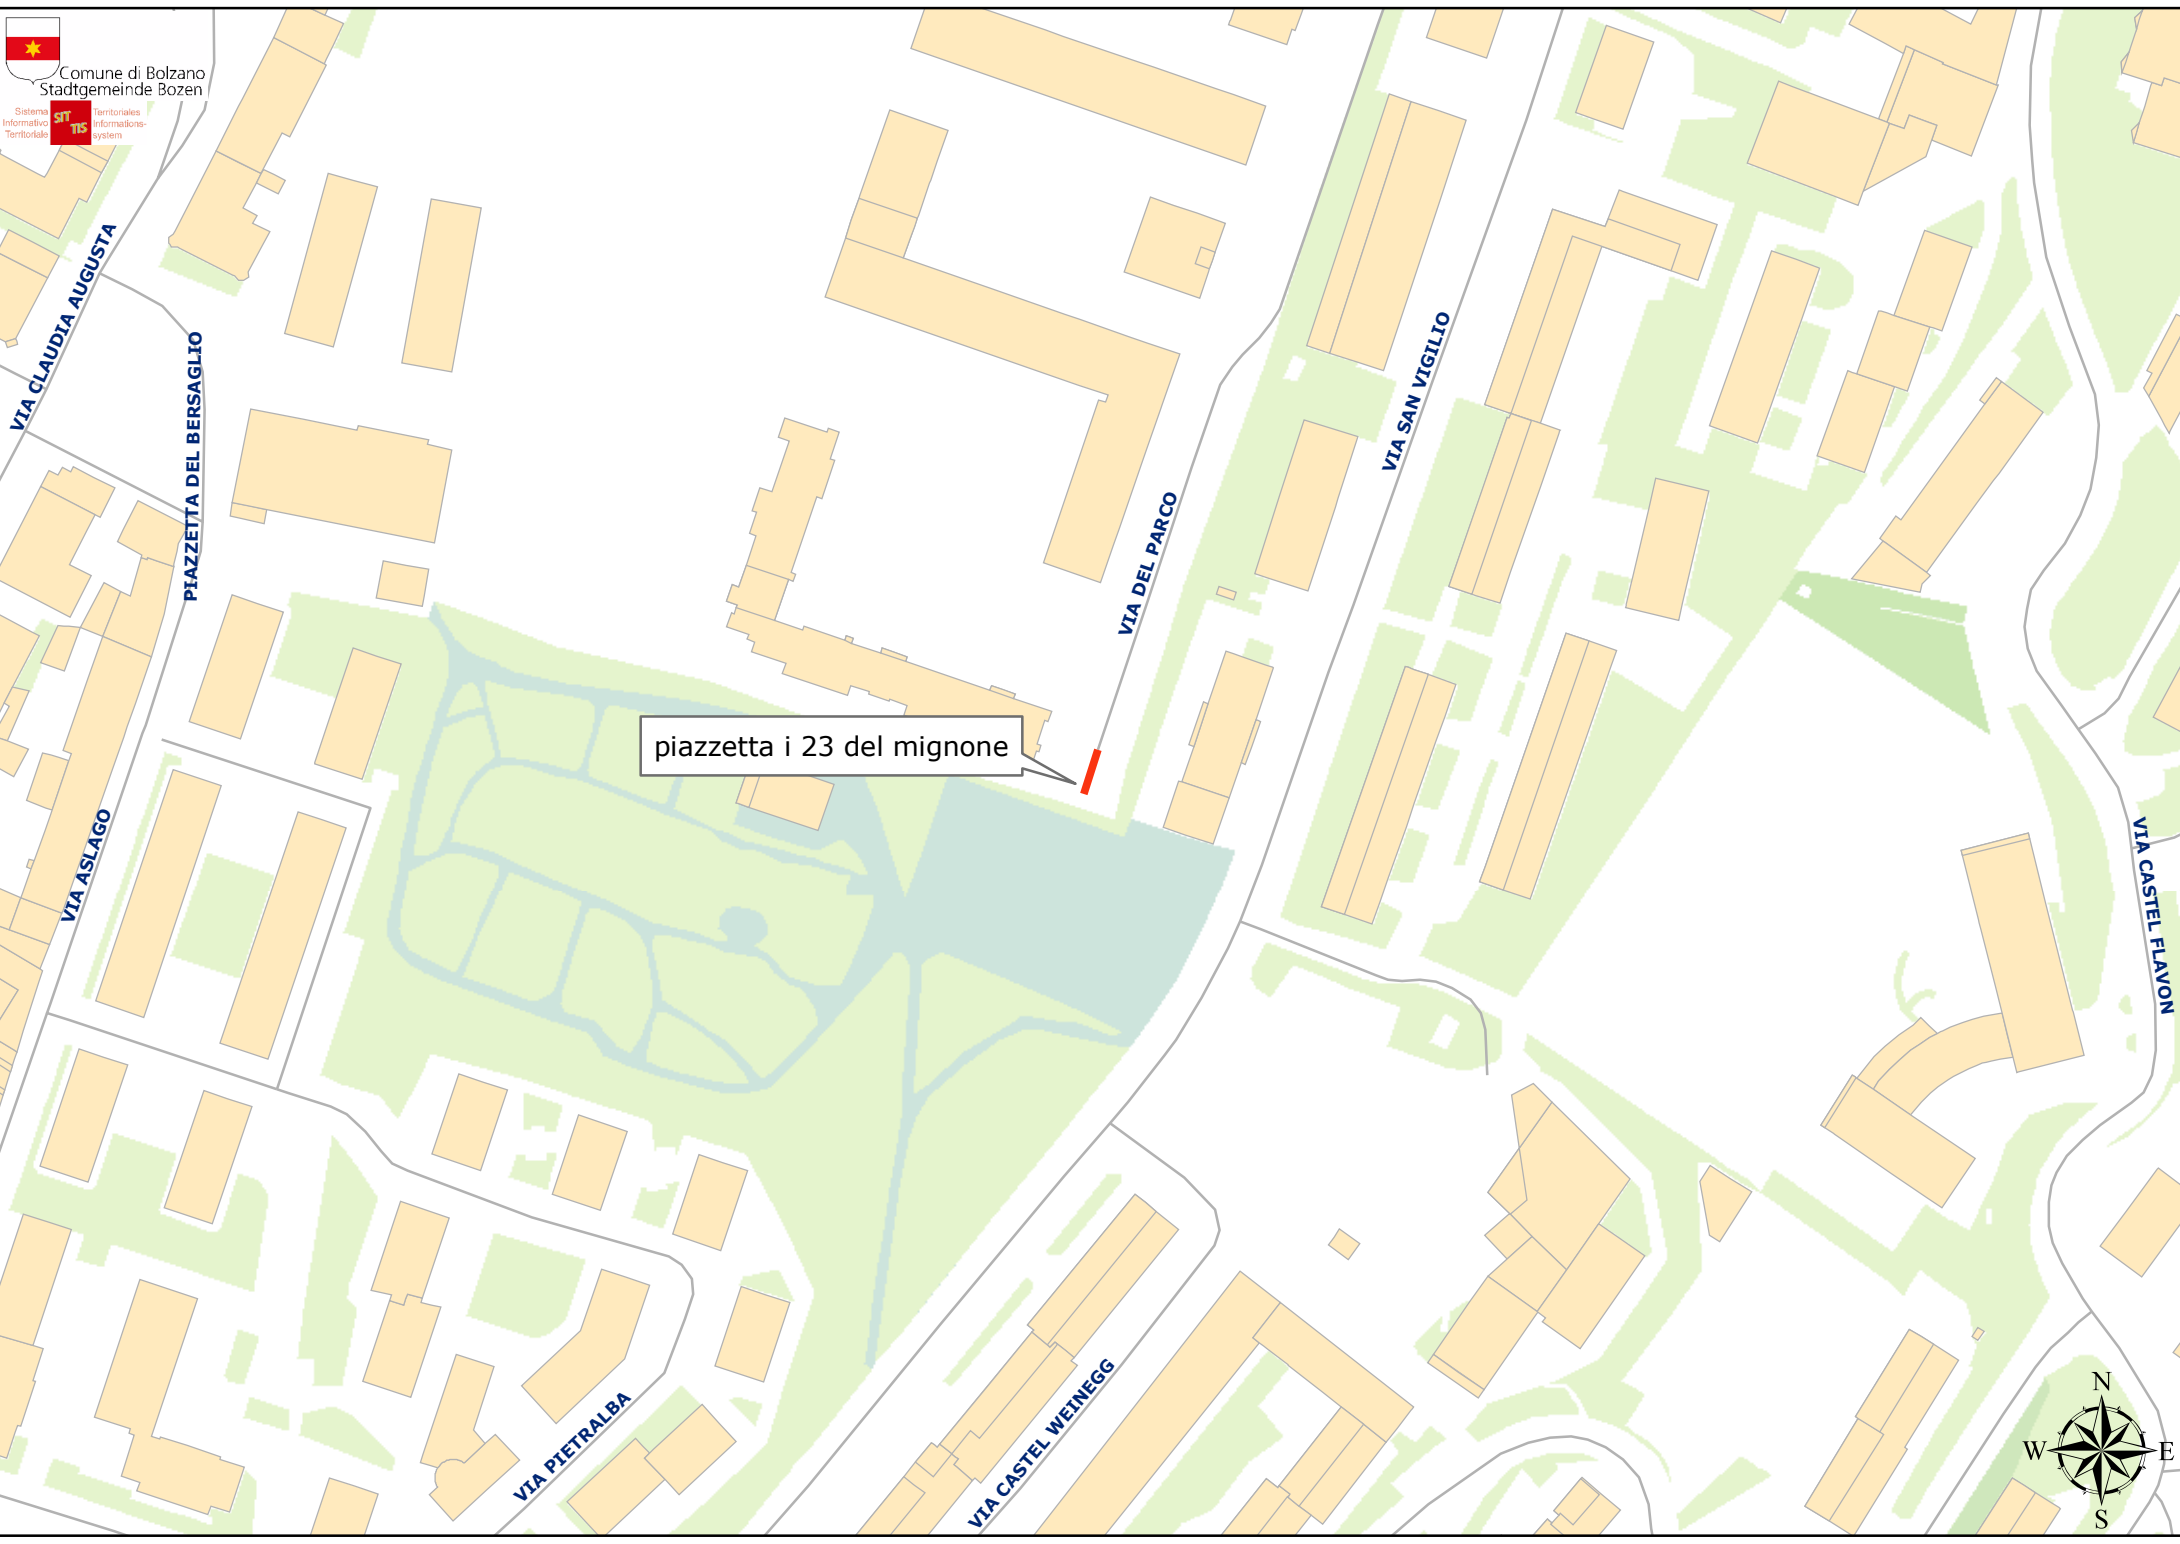 Comune di Bolzano
Stadtgemeinde Bozen
Sistema
Informativo
Territoriale
SIT
TIS
Territoriales
Informations-
system
VIA CLAUDIA AUGUSTA
PIAZZETTA DEL BERSAGLIO
VIA SAN VIGILIO
VIA DEL PARCO
piazzetta i 23 del mignone
VIA ASLAGO
VIA CASTEL FLAVON
VIA PIETRALBA
VIA CASTEL WEINEGG
N
W
E
S